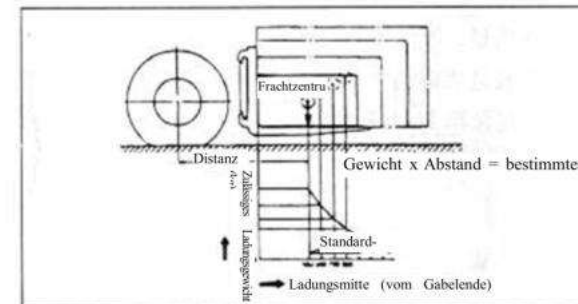 Frachtzentru
Distanz
Gewicht x Abstand = bestimmte
Zulässiges Ladungsgewicht
Standard-
Ladungsmitte (vom Gabelende)